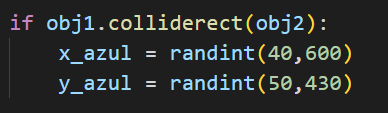 if obj1.colliderect(obj2):
    x_azul = randint(40,600)
    y_azul = randint(50,430)